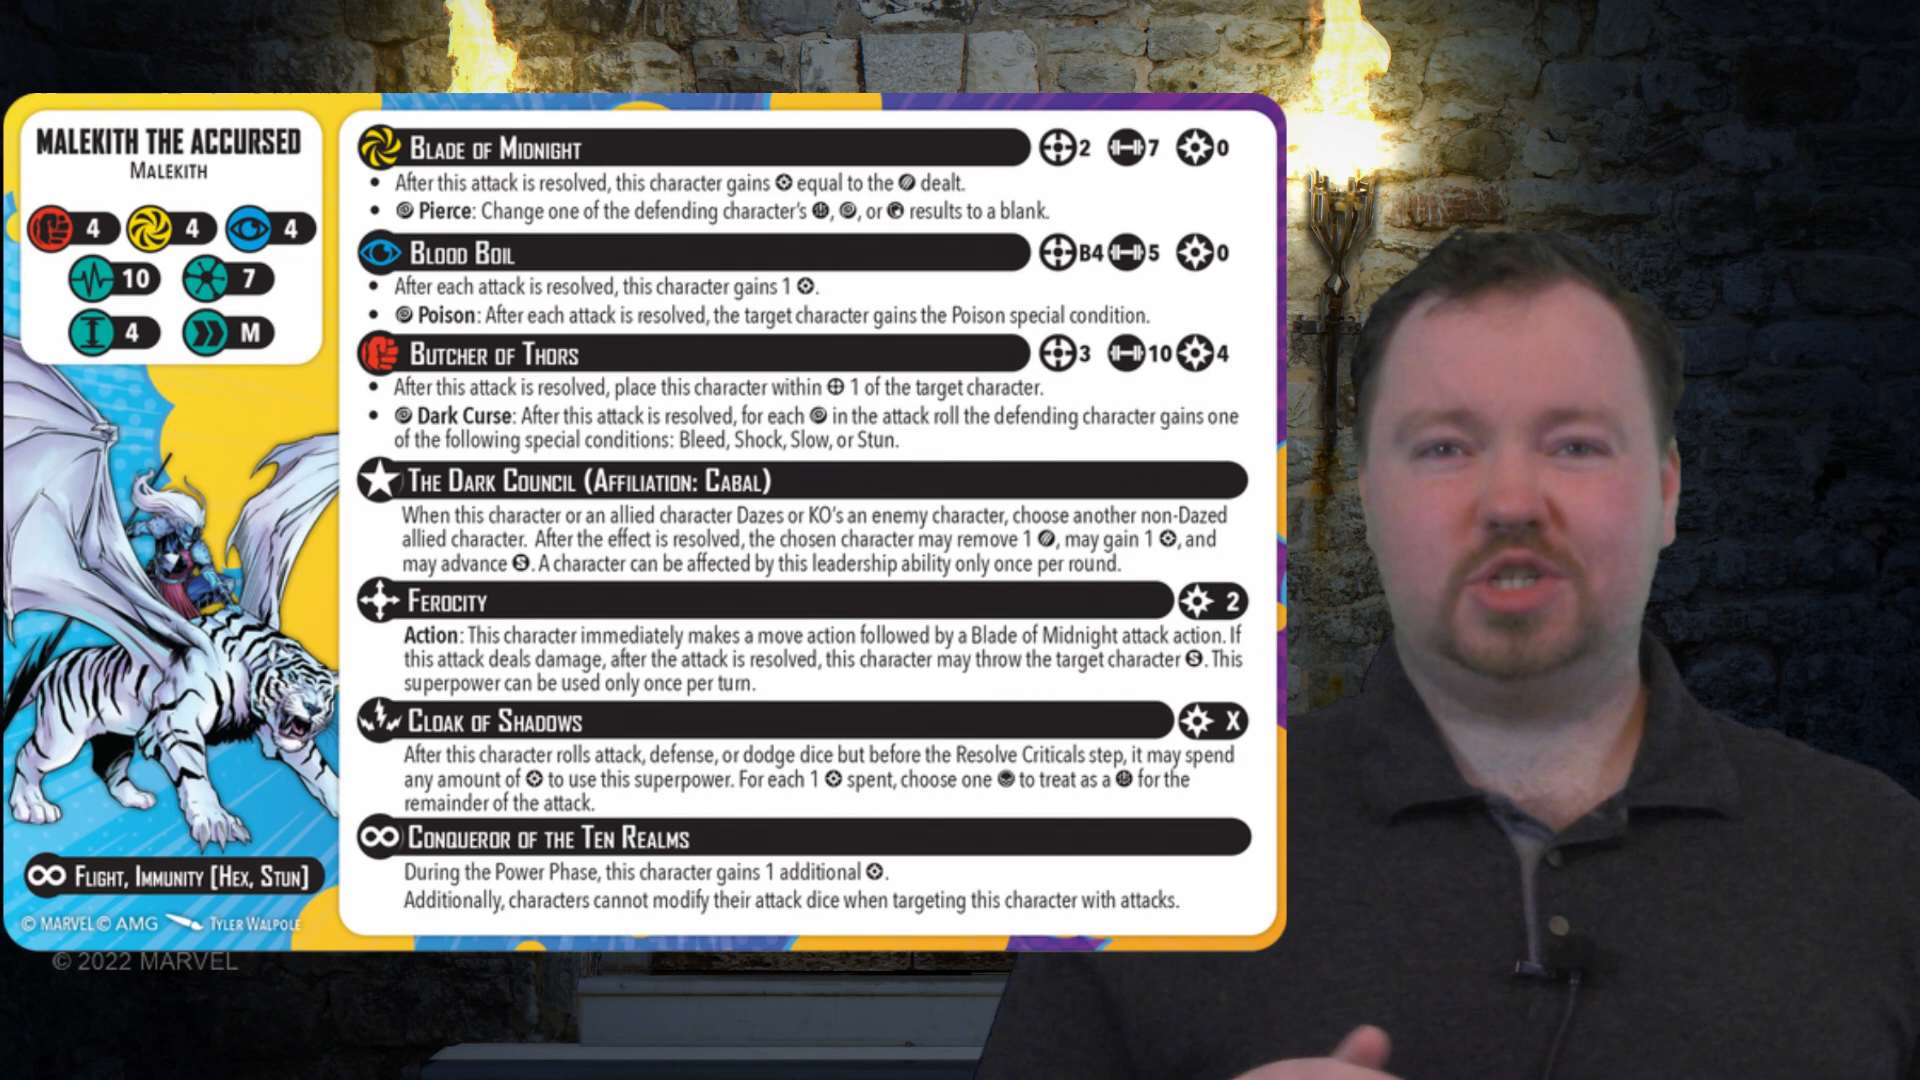 MALEKITH THE ACCURSED
MALEKITH
4 4 4
10 7
4 M
FLIGHT, IMMUNITY [HEX, STUN]
© MARVEL © AMG TYLER WALPOLE
BLADE OF MIDNIGHT 2 7 0
• After this attack is resolved, this character gains equal to the dealt.
• Pierce: Change one of the defending character's , , or results to a blank.
BLOOD BOIL B4 5 0
• After each attack is resolved, this character gains 1 .
• Poison: After each attack is resolved, the target character gains the Poison special condition.
BUTCHER OF THORS 3 10 4
• After this attack is resolved, place this character within 1 of the target character.
• Dark Curse: After this attack is resolved, for each in the attack roll the defending character gains one
of the following special conditions: Bleed, Shock, Slow, or Stun.
THE DARK COUNCIL (AFFILIATION: CABAL)
When this character or an allied character Dazes or KO's an enemy character, choose another non-Dazed
allied character. After the effect is resolved, the chosen character may remove 1 , may gain 1 , and
may advance S. A character can be affected by this leadership ability only once per round.
FEROCITY 2
Action: This character immediately makes a move action followed by a Blade of Midnight attack action. If
this attack deals damage, after the attack is resolved, this character may throw the target character S. This
superpower can be used only once per turn.
CLOAK OF SHADOWS X
After this character rolls attack, defense, or dodge dice but before the Resolve Criticals step, it may spend
any amount of to use this superpower. For each 1 spent, choose one to treat as a for the
remainder of the attack.
CONQUEROR OF THE TEN REALMS
During the Power Phase, this character gains 1 additional .
Additionally, characters cannot modify their attack dice when targeting this character with attacks.
© 2022 MARVEL